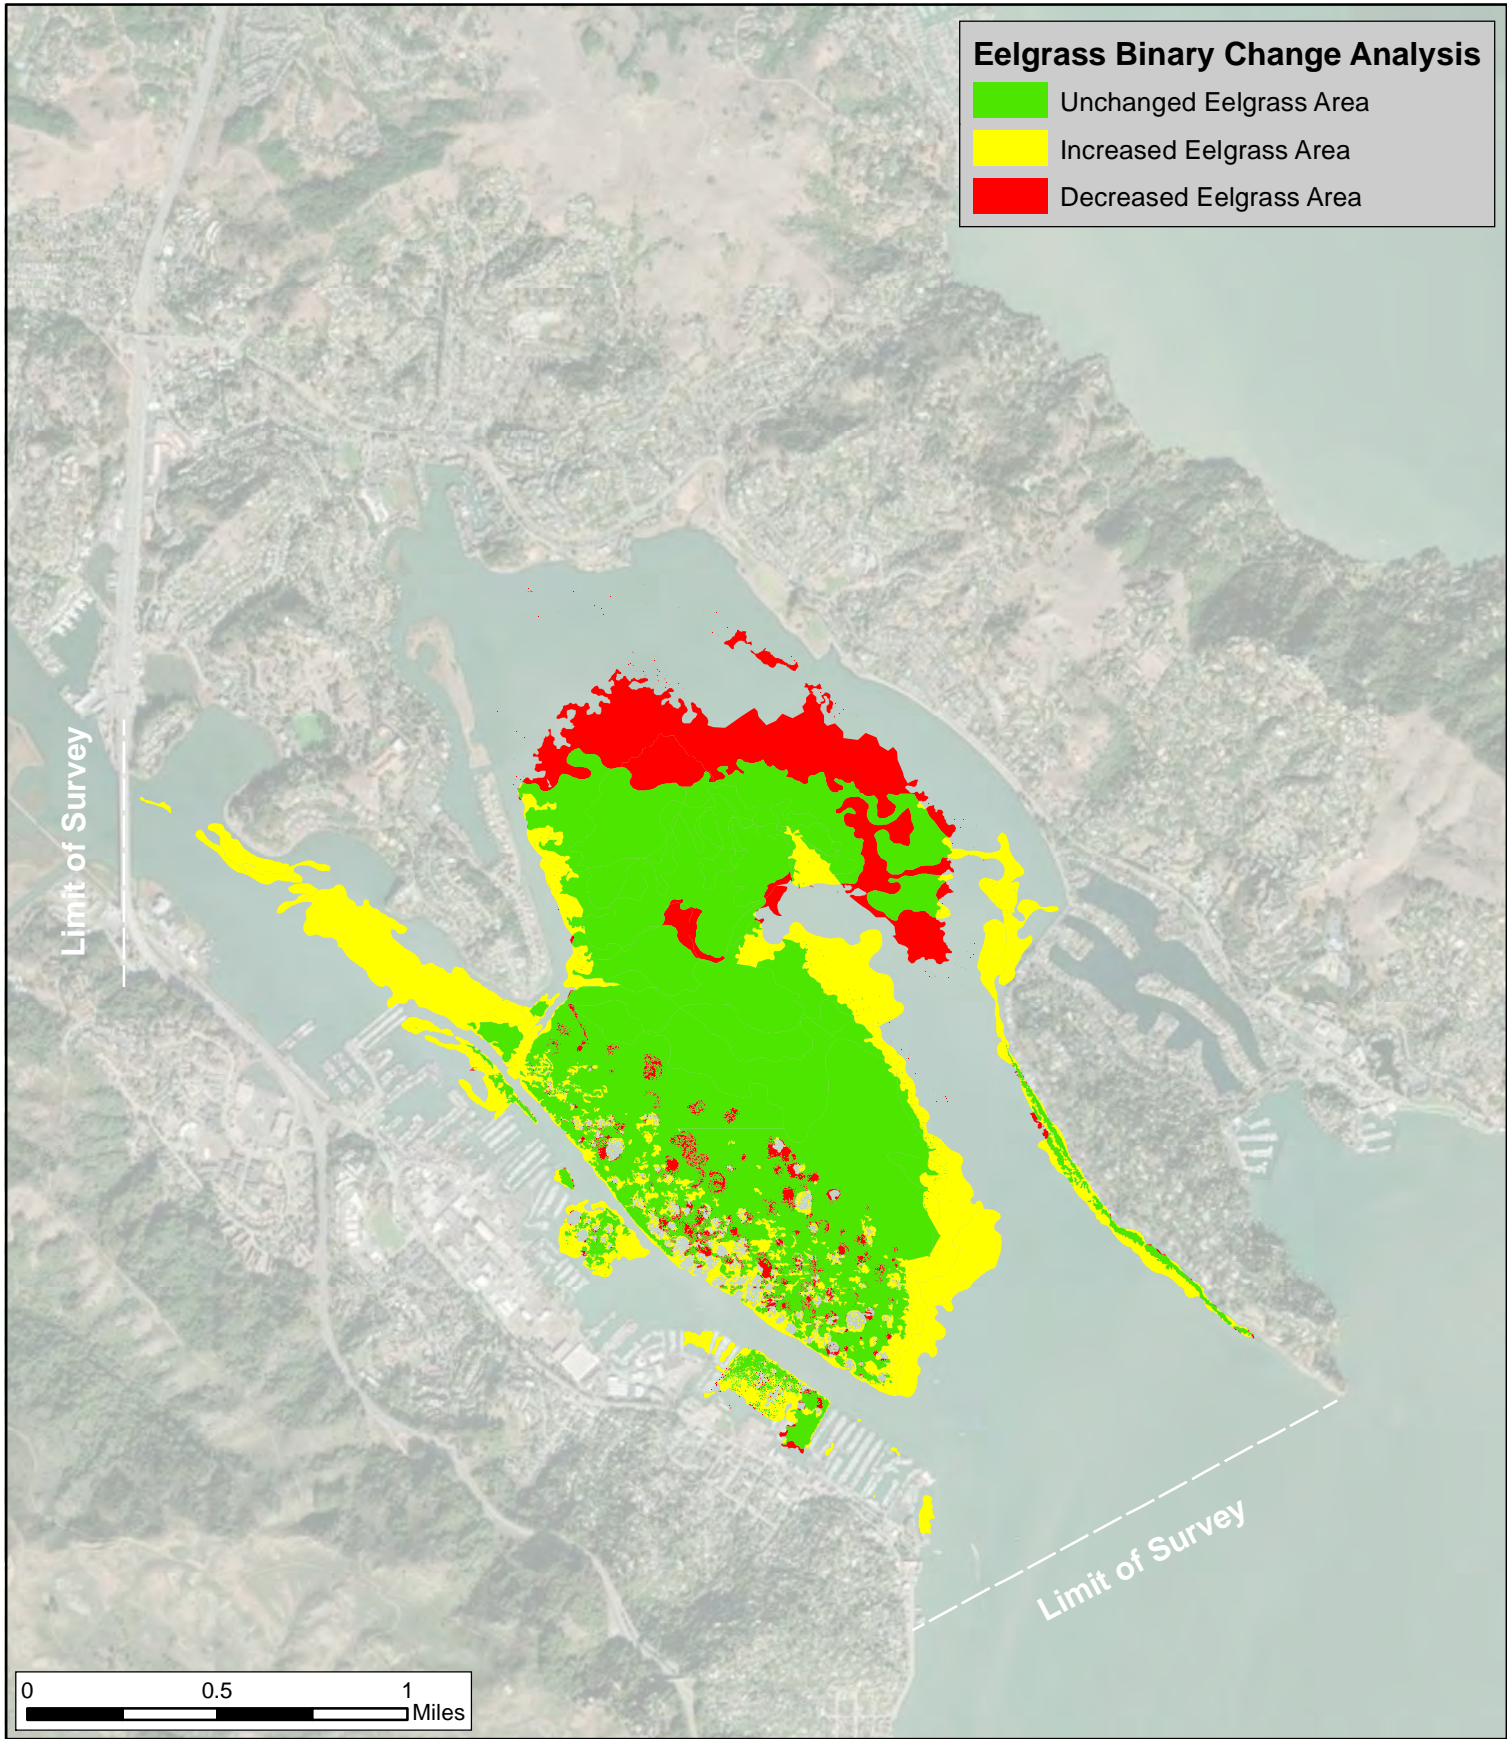 Eelgrass Binary Change Analysis
Unchanged Eelgrass Area
Increased Eelgrass Area
Decreased Eelgrass Area
Limit of Survey
Limit of Survey
0 0.5 1
Miles